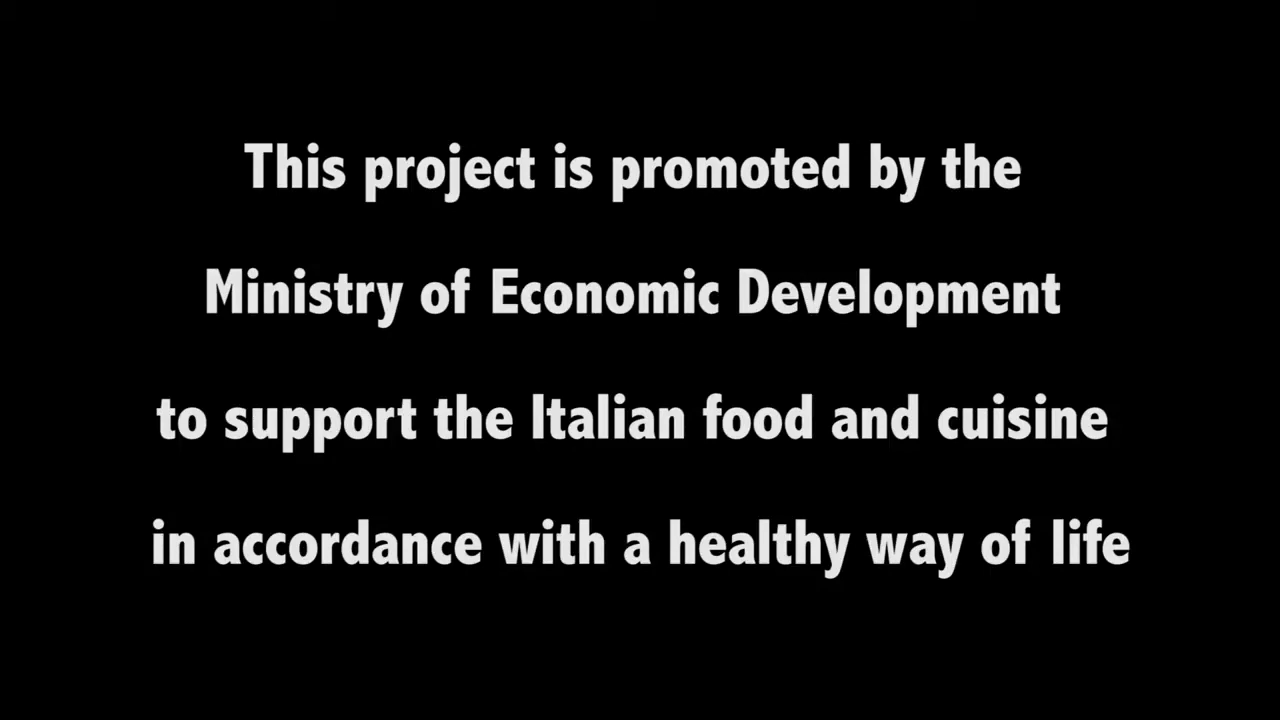 This project is promoted by the
Ministry of Economic Development
to support the Italian food and cuisine
in accordance with a healthy way of life